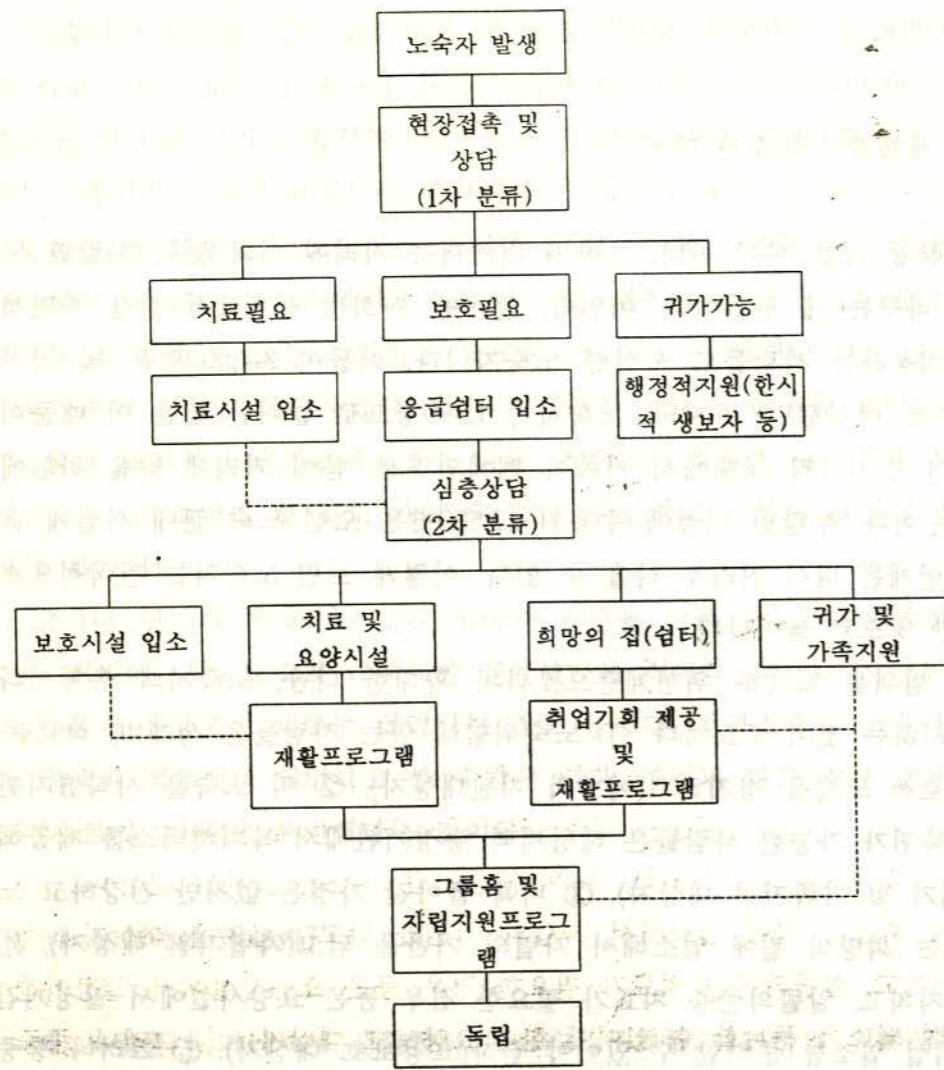 노숙자 발생
현장접촉 및
상담
(1차 분류)
치료필요
보호필요
귀가가능
치료시설 입소
응급쉼터 입소
행정적지원(한시
적 생보자 등)
심층상담
(2차 분류)
보호시설 입소
치료 및
요양시설
희망의 집(쉼터)
귀가 및
가족지원
재활프로그램
취업기회 제공
및
재활프로그램
그룹홈 및
자립지원프로그
램
독립